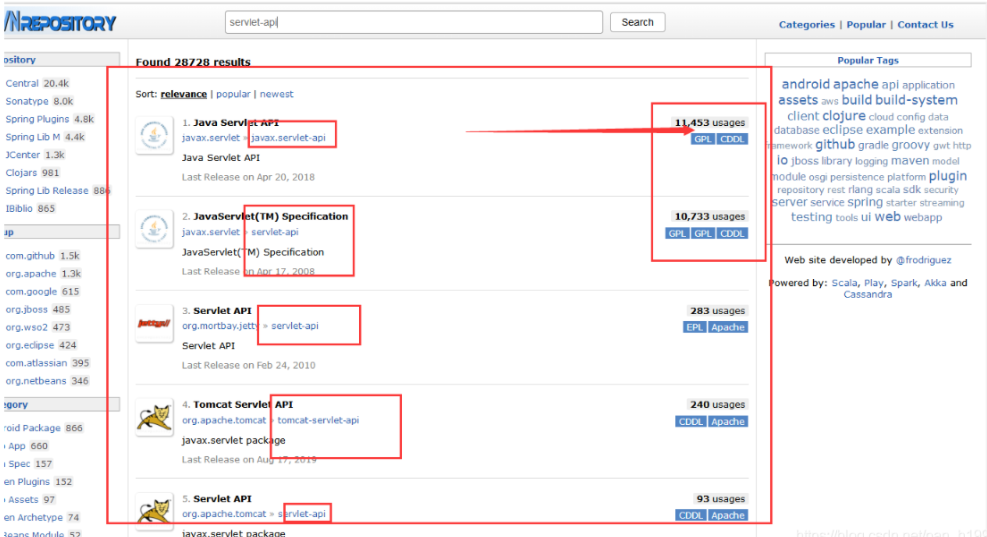 REPOSITORY
servlet-api
Search
Categories | Popular | Contact Us
Central 20.4k
Sonatype 8.0k
Spring Plugins 4.8k
Spring Lib M 4.4k
JCenter 1.3k
Clojars 981
Spring Lib Release 886
IBiblio 865
com.github 1.5k
org.apache 1.3k
com.google 615
org.jboss 485
org.wso2 473
org.eclipse 424
com.atlassian 395
org.netbeans 346
roid Package 866
App 660
Spec 157
en Plugins 152
Assets 97
en Archetype 74
Beans Module 52
Found 28728 results
Sort: relevance | popular | newest
1. Java Servlet API
11,453 usages
javax.servlet » javax.servlet-api
GPL CDDL
Java Servlet API
Last Release on Apr 20, 2018
2. JavaServlet(TM) Specification
10,733 usages
javax.servlet » servlet-api
GPL GPL CDDL
JavaServlet(TM) Specification
Last Release on Apr 17, 2008
3. Servlet API
283 usages
org.mortbay.jetty » servlet-api
EPL Apache
Servlet API
Last Release on Feb 24, 2010
4. Tomcat Servlet API
240 usages
org.apache.tomcat » tomcat-servlet-api
CDDL Apache
javax.servlet package
Last Release on Aug 17, 2019
5. Servlet API
93 usages
org.apache.tomcat » servlet-api
CDDL Apache
javax.servlet package
Popular Tags
android apache api application
assets aws build build-system
client clojure cloud config data
database eclipse example extension
framework github gradle groovy gwt http
io jboss library logging maven model
module osgi persistence platform plugin
repository rest rlang scala sdk security
server service spring starter streaming
testing tools ui web webapp
Web site developed by @frodriguez
Powered by: Scala, Play, Spark, Akka and
Cassandra